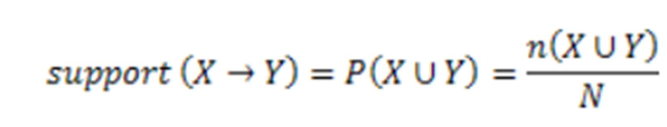 support (X → Y) = P(X ∪ Y) = n(X ∪ Y) / N